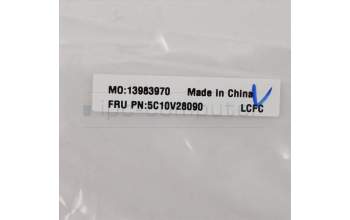 MO:13983970 Made in China
FRU PN:5C10V28090 LCFC